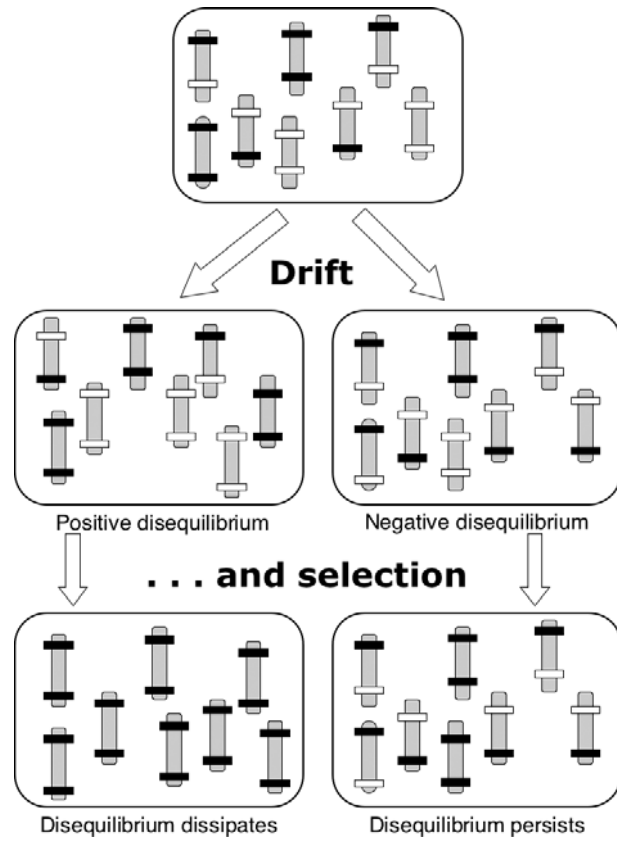 Drift
Positive disequilibrium
Negative disequilibrium
. . . and selection
Disequilibrium dissipates
Disequilibrium persists